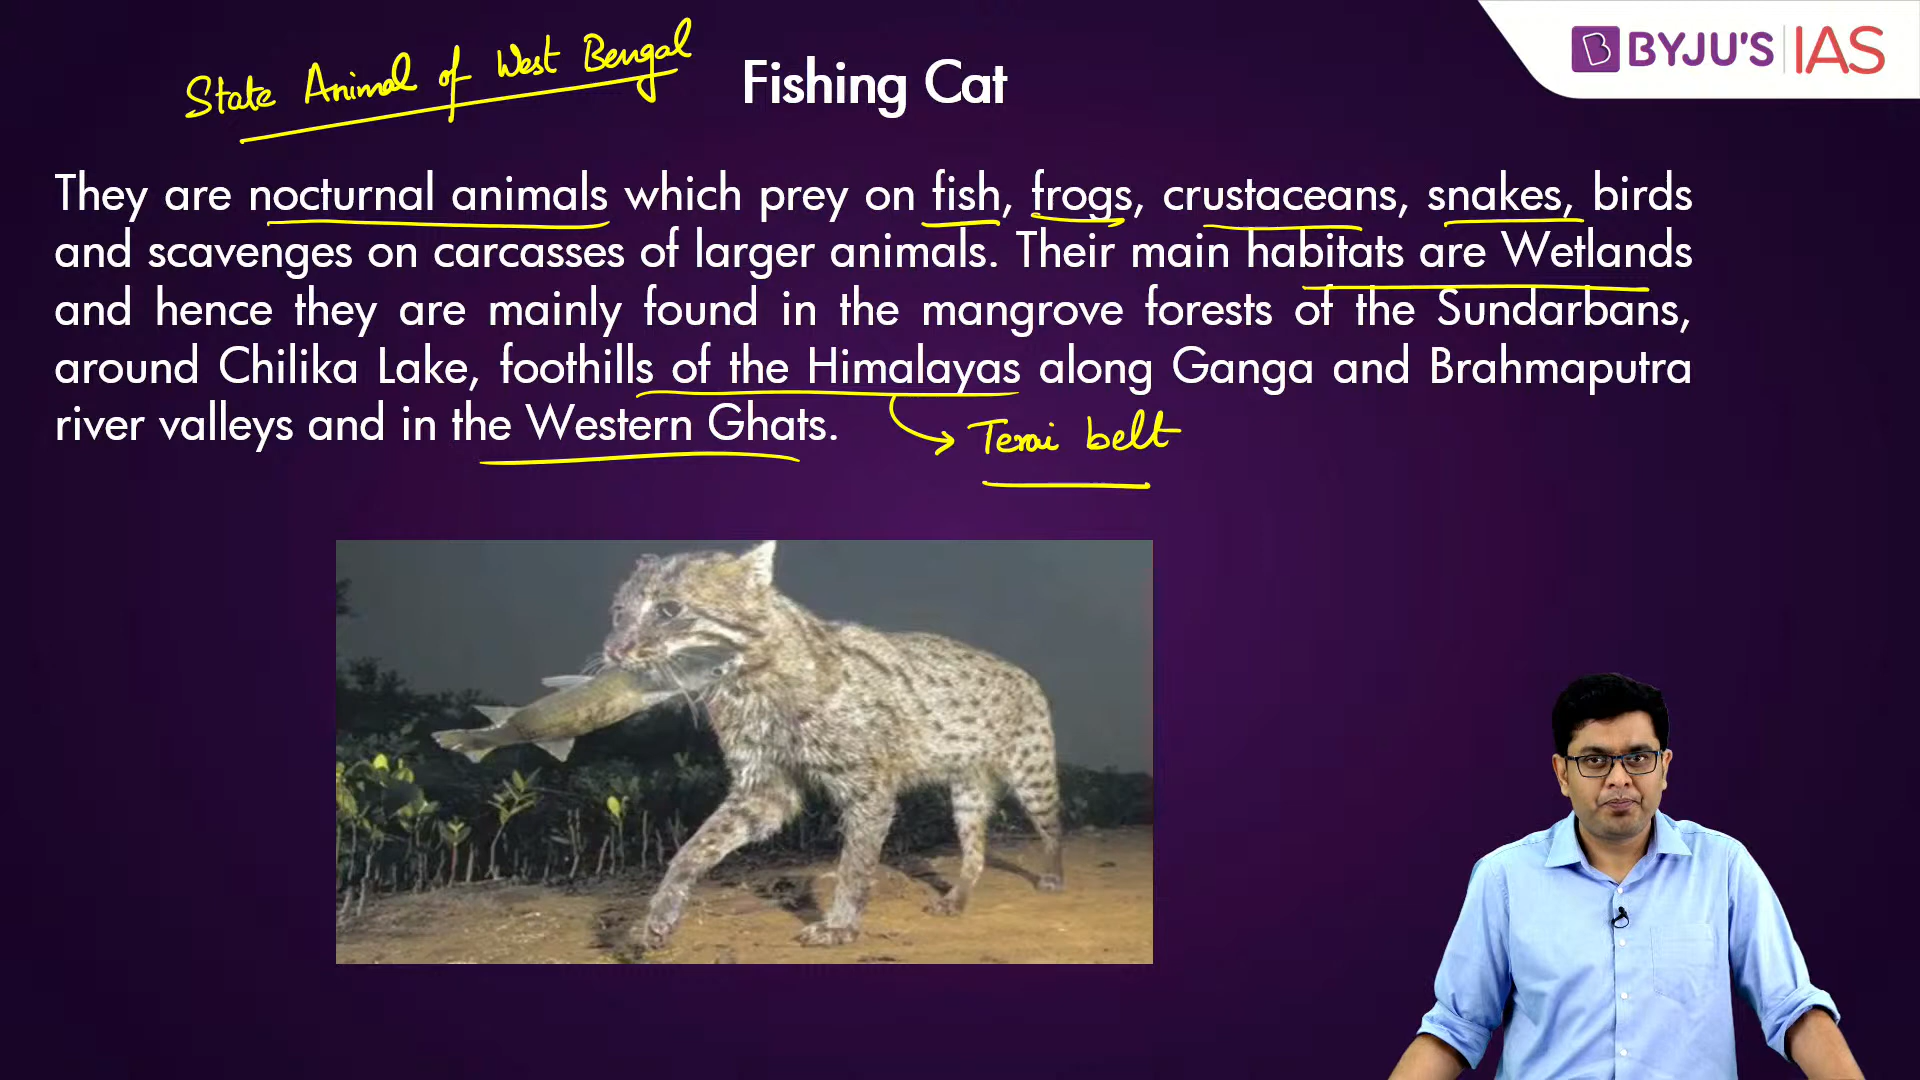 State Animal of West Bengal
Fishing Cat
BYJU'S IAS
They are nocturnal animals which prey on fish, frogs, crustaceans, snakes, birds
and scavenges on carcasses of larger animals. Their main habitats are Wetlands
and hence they are mainly found in the mangrove forests of the Sundarbans,
around Chilika Lake, foothills of the Himalayas along Ganga and Brahmaputra
river valleys and in the Western Ghats.
Terai belt